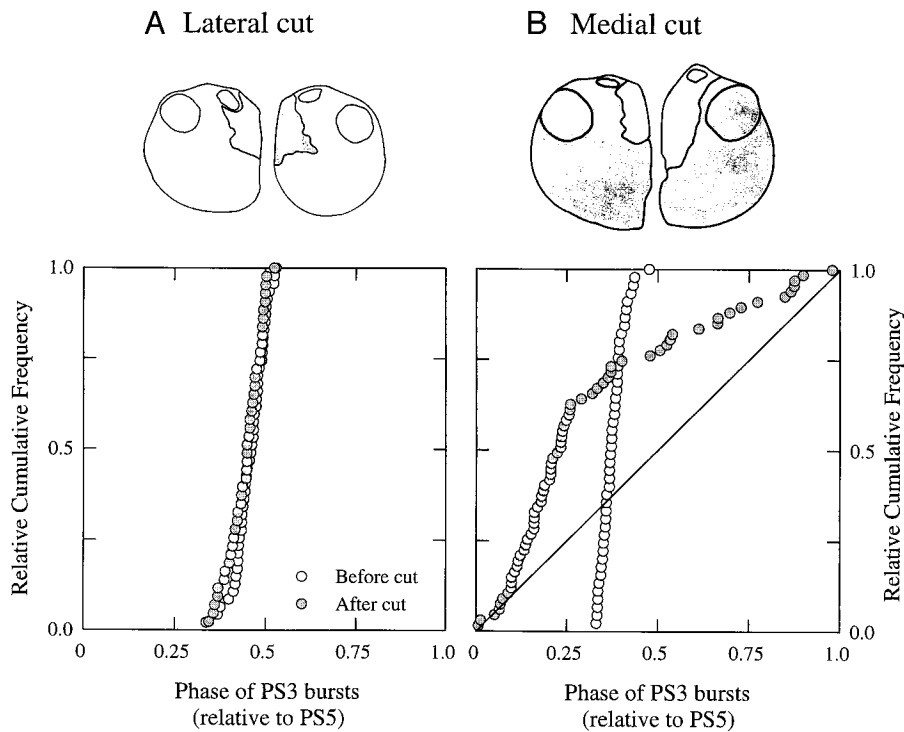 A Lateral cut
B Medial cut
1.0
0.5
0.0
Relative Cumulative Frequency
Before cut
After cut
0
0.25
0.5
0.75
1.0
Phase of PS3 bursts
(relative to PS5)
1.0
0.5
0.0
Relative Cumulative Frequency
0
0.25
0.5
0.75
1.0
Phase of PS3 bursts
(relative to PS5)